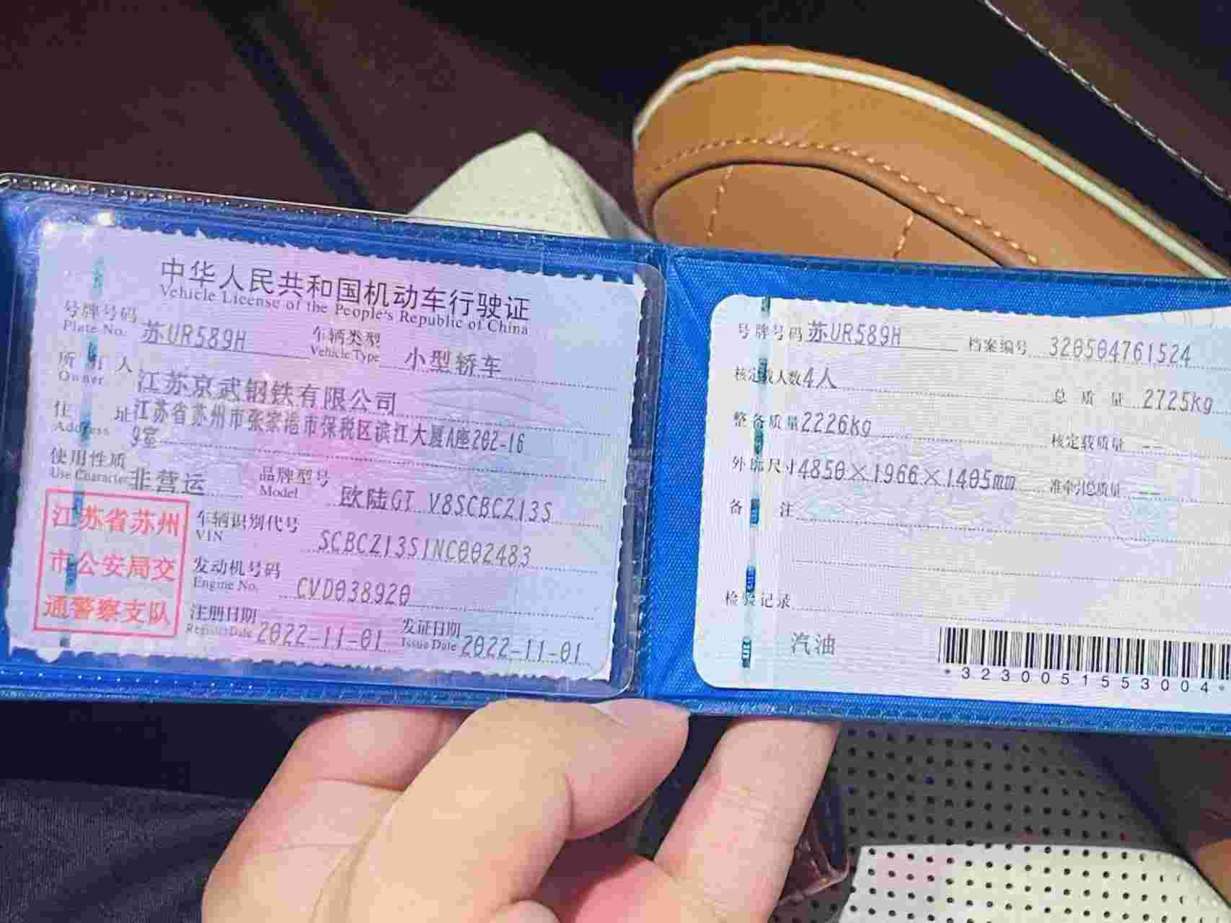 中华人民共和国机动车行驶证
Vehicle License of the People's Republic of China
号牌号码 苏UR589H 车辆类型 小型轿车
Plate No. Vehicle Type
所有人 江苏京武钢铁有限公司
Owner
住址 江苏省苏州市张家港市保税区滨江大厦A座202-16
Address 9室
使用性质 非营运 品牌型号 欧陆GT V8SCBCZ13S
Use Character Model
江苏省苏州
市公安局交
通警察支队
车辆识别代号 SCBCZ13S1NC002483
VIN
发动机号码 CVD038920
Engine No.
注册日期 2022-11-01 发证日期 2022-11-01
Register Date Issue Date
号牌号码 苏UR589H 档案编号 320504761524
核定载人数 4人 总质量 2725kg
整备质量 2226kg 核定载质量 --
外廓尺寸 4850×1966×1405mm 准牵引总质量 --
备注
检验记录
汽油
*3230051553004